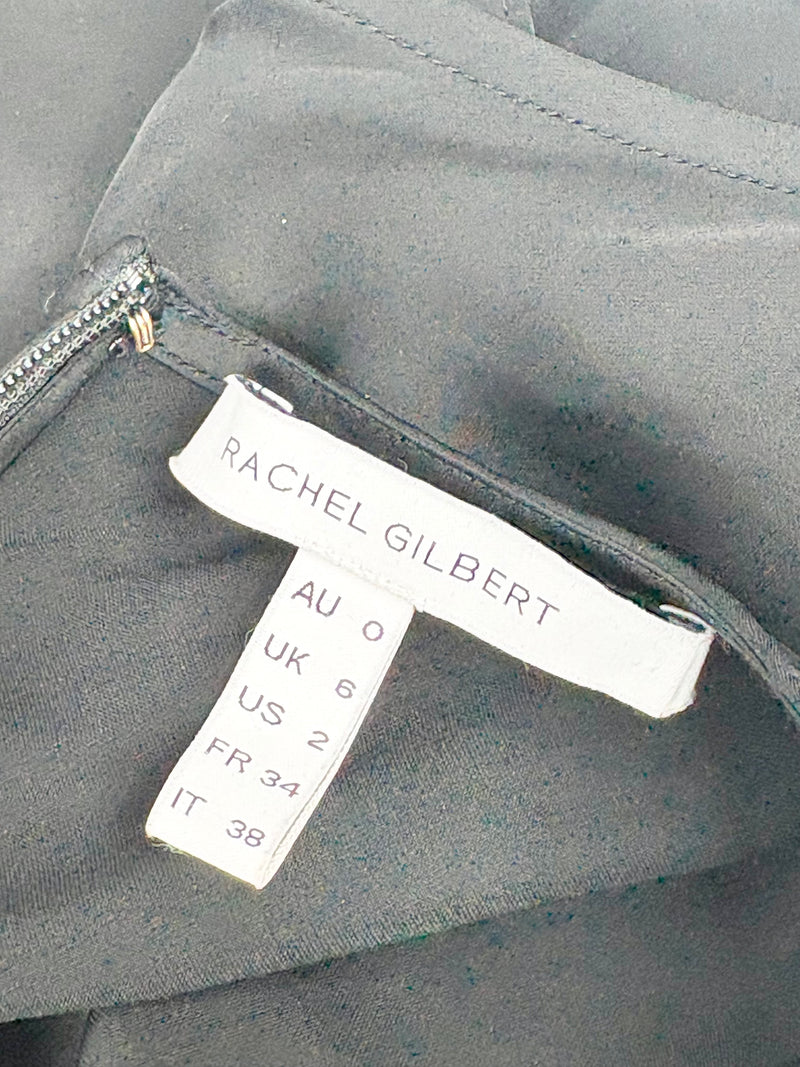 RACHEL GILBERT
AU 0
UK 6
US 2
FR 34
IT 38